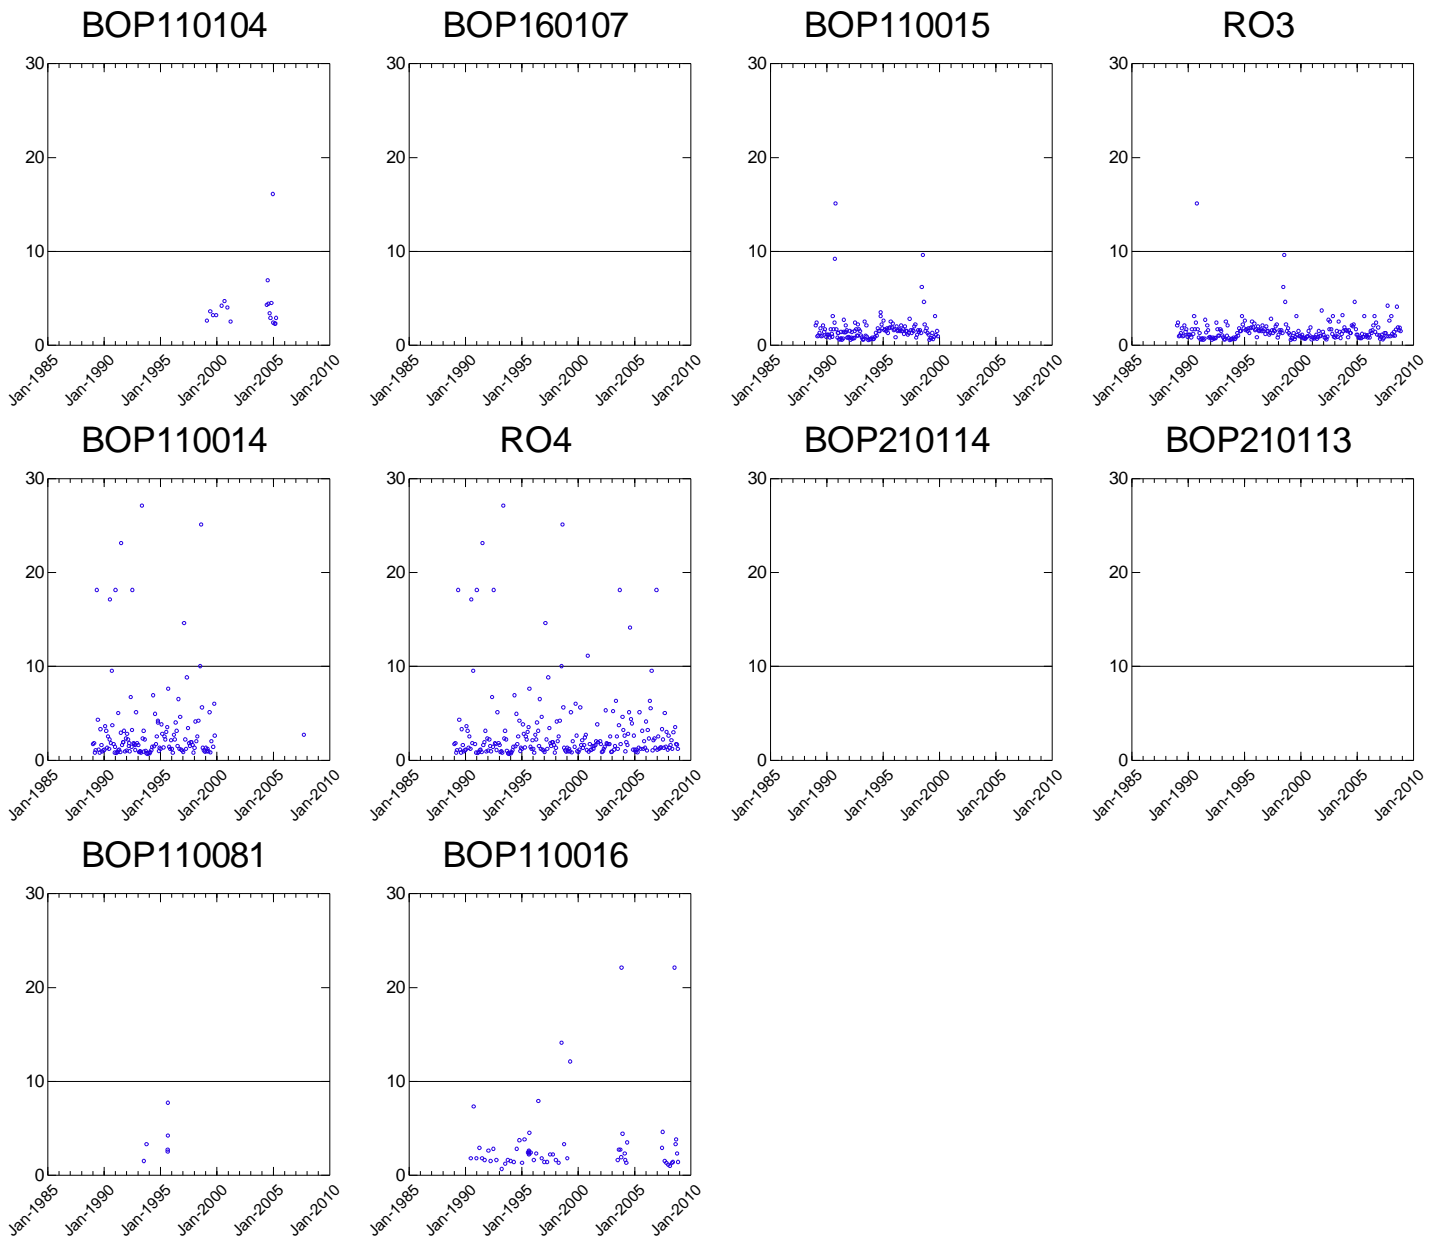 BOP110104 BOP160107 BOP110015 RO3
30 30 30 30
20 20 20 20
10 10 10 10
0 0 0 0
Jan-1985 Jan-1990 Jan-1995 Jan-2000 Jan-2005 Jan-2010 Jan-1985 Jan-1990 Jan-1995 Jan-2000 Jan-2005 Jan-2010 Jan-1985 Jan-1990 Jan-1995 Jan-2000 Jan-2005 Jan-2010 Jan-1985 Jan-1990 Jan-1995 Jan-2000 Jan-2005 Jan-2010
BOP110014 RO4 BOP210114 BOP210113
30 30 30 30
20 20 20 20
10 10 10 10
0 0 0 0
Jan-1985 Jan-1990 Jan-1995 Jan-2000 Jan-2005 Jan-2010 Jan-1985 Jan-1990 Jan-1995 Jan-2000 Jan-2005 Jan-2010 Jan-1985 Jan-1990 Jan-1995 Jan-2000 Jan-2005 Jan-2010 Jan-1985 Jan-1990 Jan-1995 Jan-2000 Jan-2005 Jan-2010
BOP110081 BOP110016
30 30
20 20
10 10
0 0
Jan-1985 Jan-1990 Jan-1995 Jan-2000 Jan-2005 Jan-2010 Jan-1985 Jan-1990 Jan-1995 Jan-2000 Jan-2005 Jan-2010